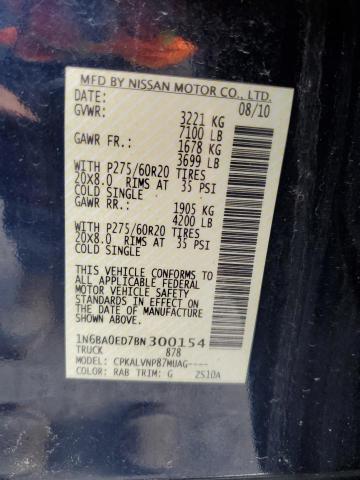 MFD BY NISSAN MOTOR CO., LTD.
DATE: 08/10
GVWR: 3221 KG
7100 LB
GAWR FR.: 1678 KG
3699 LB
WITH P275/60R20 TIRES
20X8.0 RIMS AT 35 PSI
COLD SINGLE
GAWR RR.: 1905 KG
4200 LB
WITH P275/60R20 TIRES
20X8.0 RIMS AT 35 PSI
COLD SINGLE
THIS VEHICLE CONFORMS TO
ALL APPLICABLE FEDERAL
MOTOR VEHICLE SAFETY
STANDARDS IN EFFECT ON
THE DATE OF MANUFACTURE
SHOWN ABOVE.
1N6BA0ED7BN300154
TRUCK 878
MODEL: CPKALVNP87MUAG----
COLOR: RAB TRIM: G 2S10A